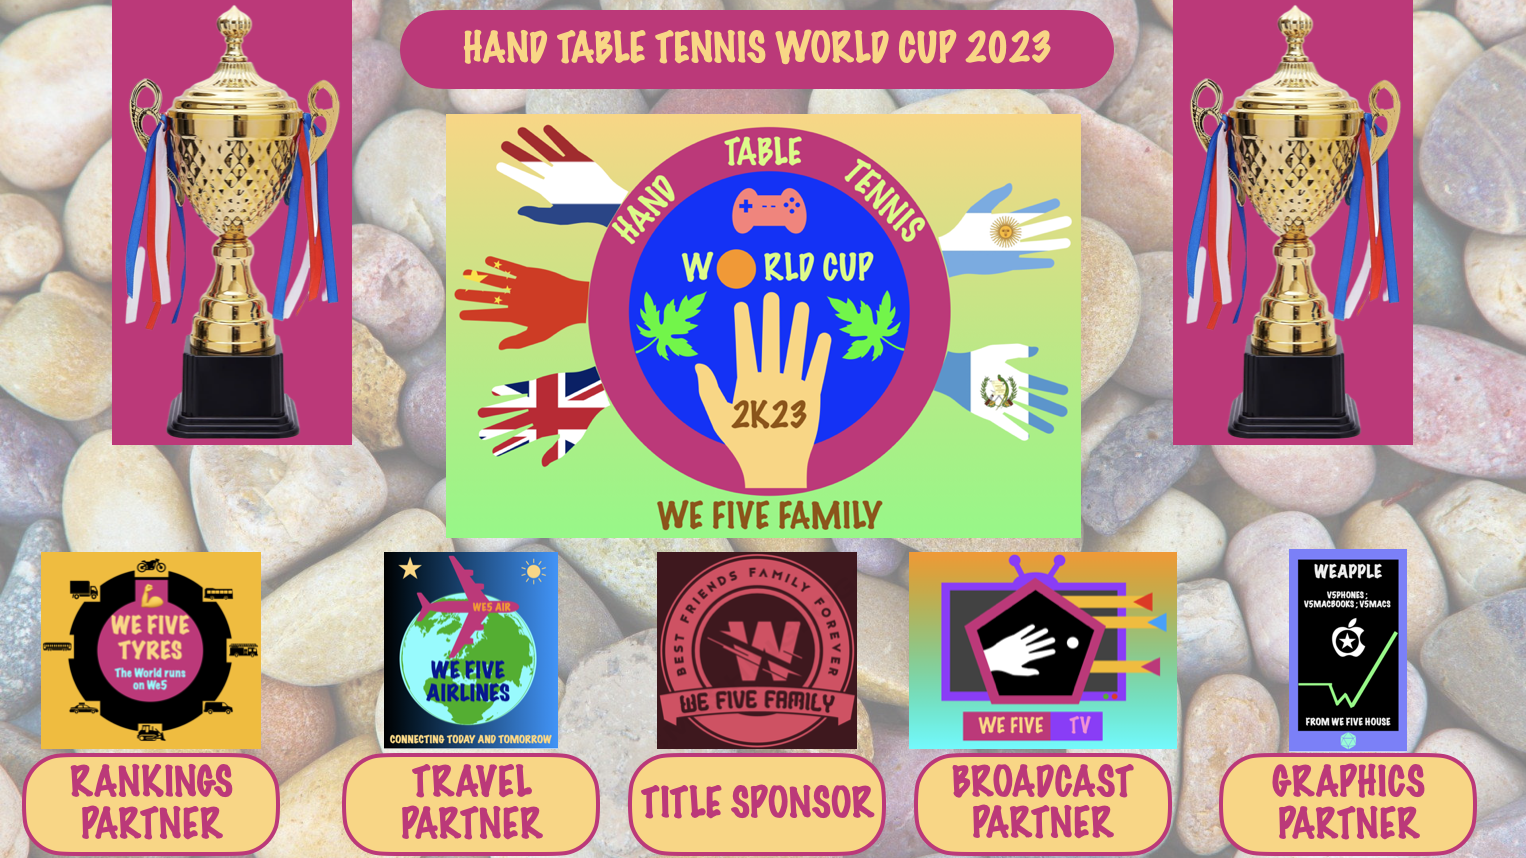 HAND TABLE TENNIS WORLD CUP 2023
HAND TABLE TENNIS
W RLD CUP
2K23
WE FIVE FAMILY
WE FIVE
TYRES
The World runs
on We5
WE5 AIR
WE FIVE
AIRLINES
CONNECTING TODAY AND TOMORROW
BEST FRIENDS FAMILY FOREVER
W
WE FIVE FAMILY
WE FIVE TV
WEAPPLE
V5PHONES ;
V5MACBOOKS ; V5MACS
FROM WE FIVE HOUSE
RANKINGS
PARTNER
TRAVEL
PARTNER
TITLE SPONSOR
BROADCAST
PARTNER
GRAPHICS
PARTNER